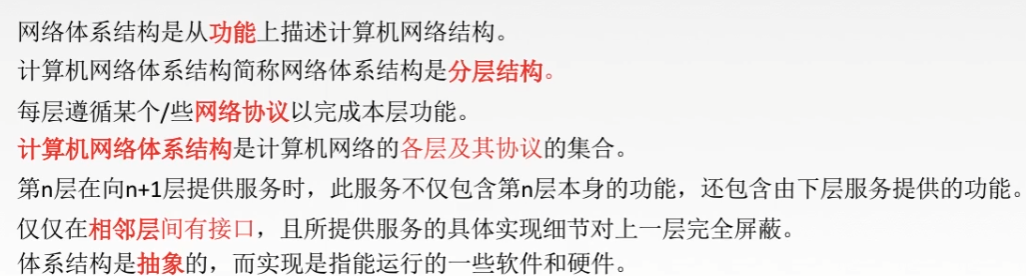 网络体系结构是从功能上描述计算机网络结构。
计算机网络体系结构简称网络体系结构是分层结构。
每层遵循某个/些网络协议以完成本层功能。
计算机网络体系结构是计算机网络的各层及其协议的集合。
第n层在向n+1层提供服务时，此服务不仅包含第n层本身的功能，还包含由下层服务提供的功能。
仅仅在相邻层间有接口，且所提供服务的具体实现细节对上一层完全屏蔽。
体系结构是抽象的，而实现是指能运行的一些软件和硬件。